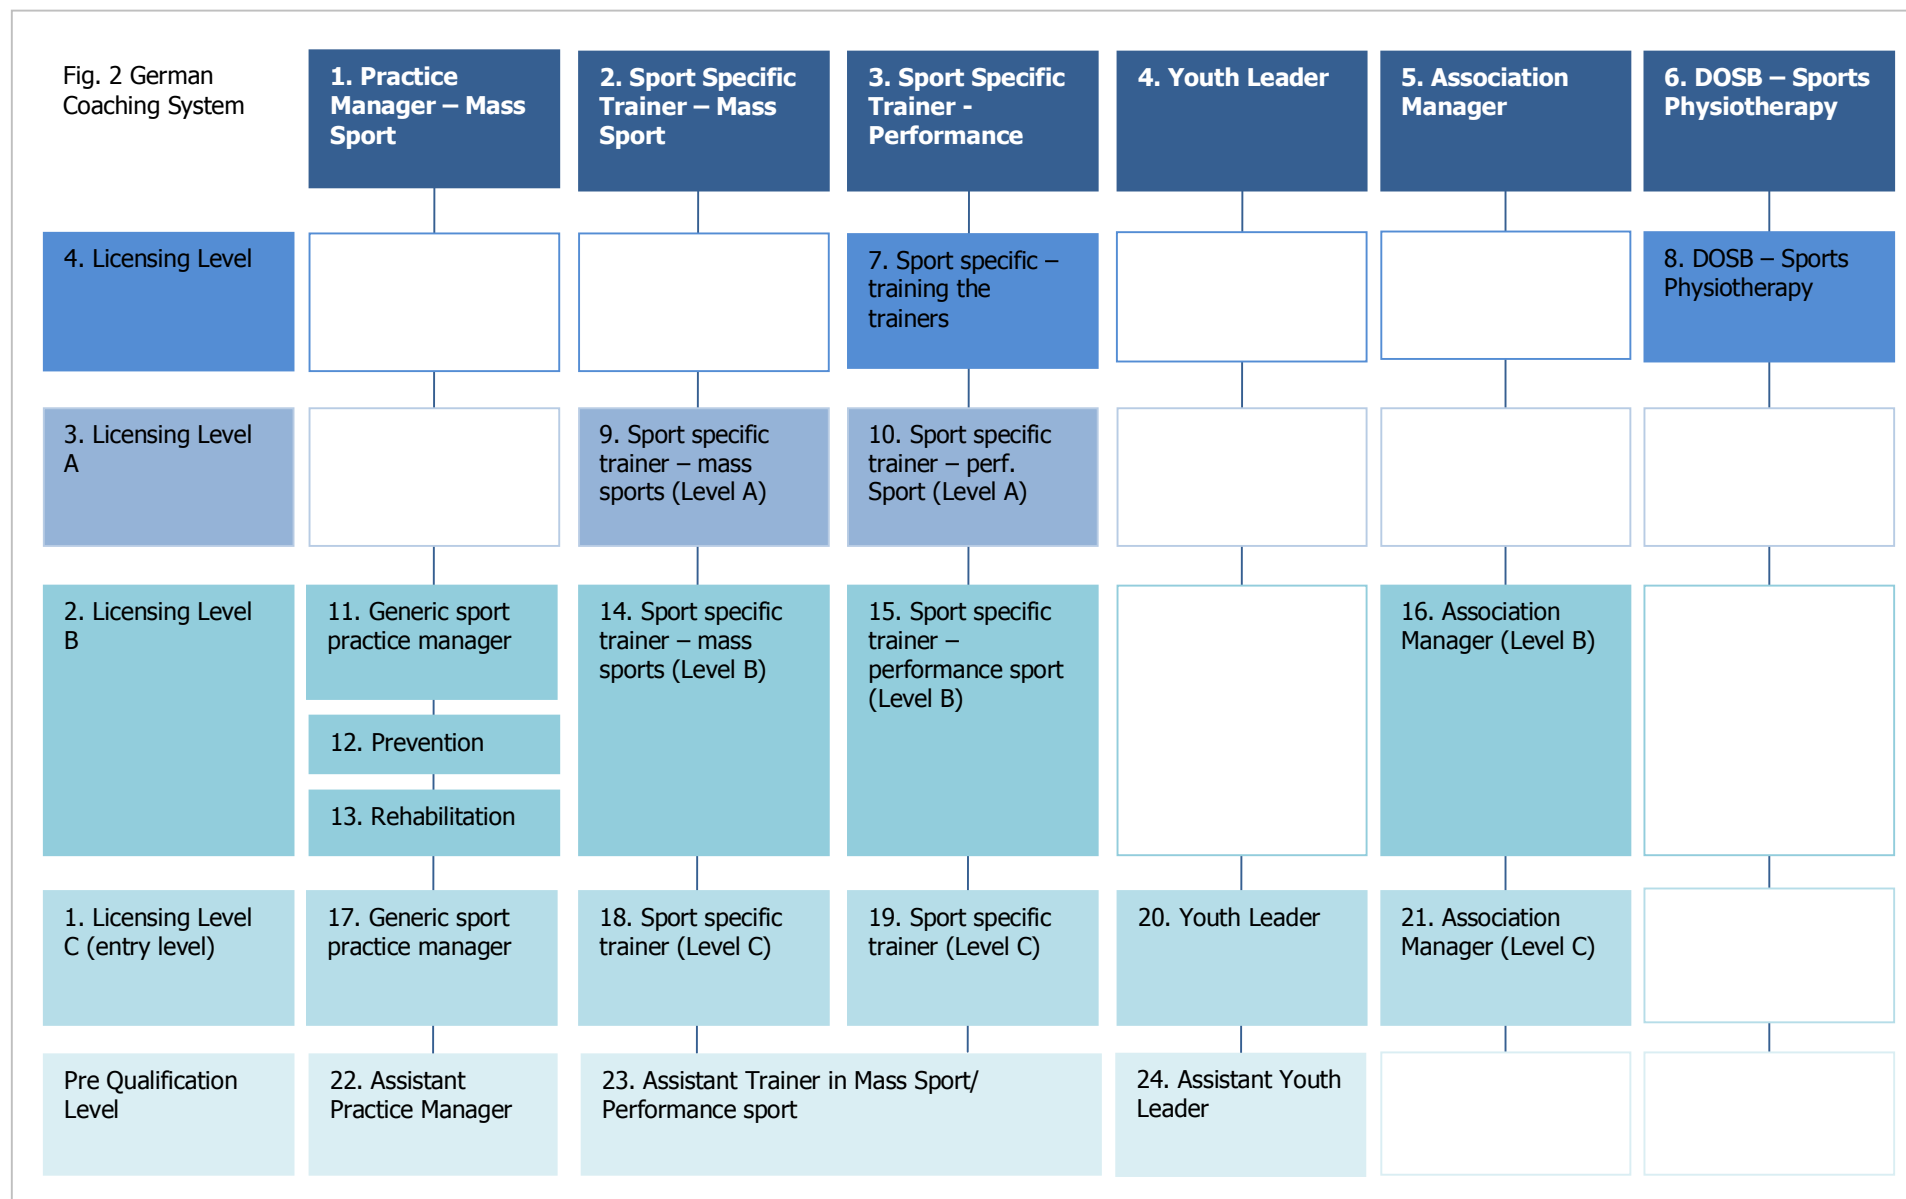 Fig. 2 German
Coaching System
1. Practice
Manager – Mass
Sport
2. Sport Specific
Trainer – Mass
Sport
3. Sport Specific
Trainer -
Performance
4. Youth Leader
5. Association
Manager
6. DOSB – Sports
Physiotherapy
4. Licensing Level
7. Sport specific –
training the
trainers
8. DOSB – Sports
Physiotherapy
3. Licensing Level
A
9. Sport specific
trainer – mass
sports (Level A)
10. Sport specific
trainer – perf.
Sport (Level A)
2. Licensing Level
B
11. Generic sport
practice manager
12. Prevention
13. Rehabilitation
14. Sport specific
trainer – mass
sports (Level B)
15. Sport specific
trainer –
performance sport
(Level B)
16. Association
Manager (Level B)
1. Licensing Level
C (entry level)
17. Generic sport
practice manager
18. Sport specific
trainer (Level C)
19. Sport specific
trainer (Level C)
20. Youth Leader
21. Association
Manager (Level C)
Pre Qualification
Level
22. Assistant
Practice Manager
23. Assistant Trainer in Mass Sport/
Performance sport
24. Assistant Youth
Leader